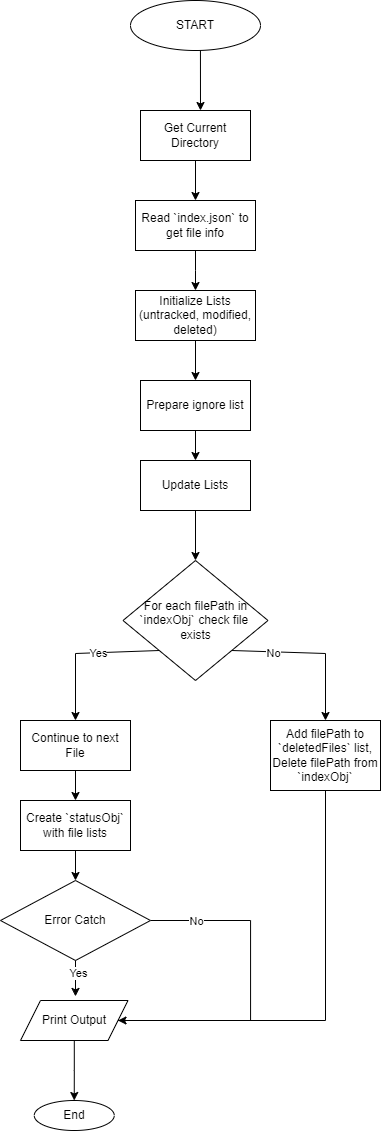 START
Get Current
Directory
Read `index.json` to
get file info
Initialize Lists
(untracked, modified,
deleted)
Prepare ignore list
Update Lists
For each filePath in
`indexObj` check file
exists
Yes
No
Continue to next
File
Add filePath to
`deletedFiles` list,
Delete filePath from
`indexObj`
Create `statusObj`
with file lists
Error Catch
No
Yes
Print Output
End